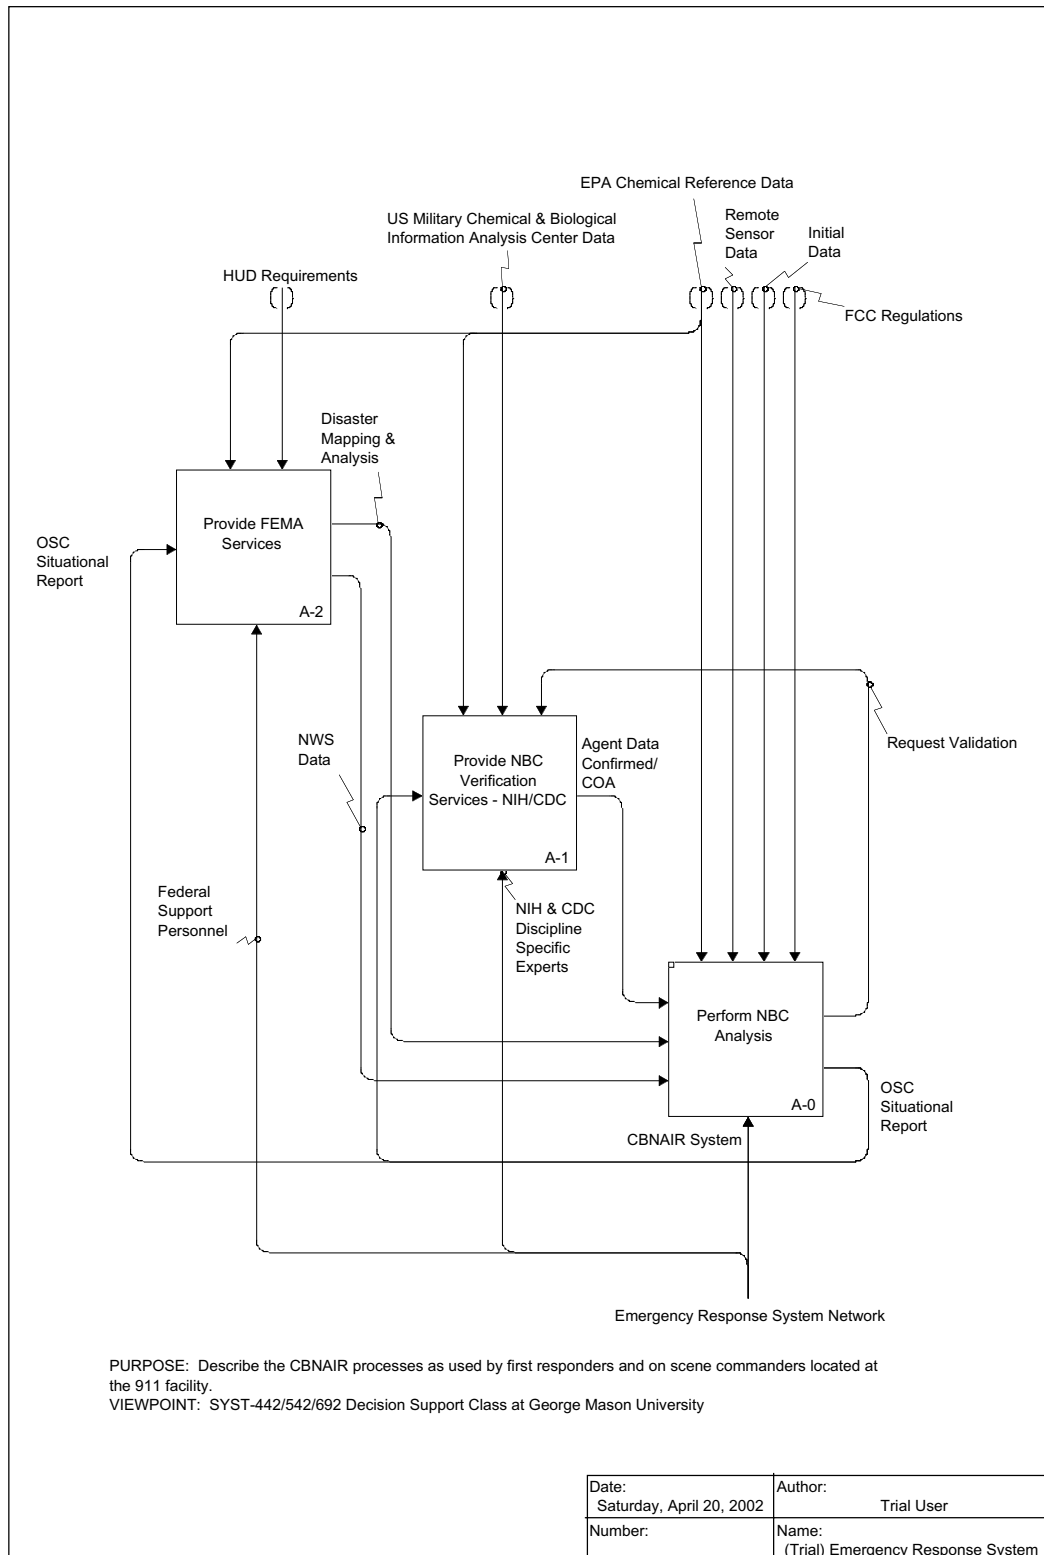 EPA Chemical Reference Data
US Military Chemical & Biological
Information Analysis Center Data
Remote
Sensor
Data
Initial
Data
HUD Requirements
FCC Regulations
Disaster
Mapping &
Analysis
Provide FEMA
Services
A-2
OSC
Situational
Report
NWS
Data
Provide NBC
Verification
Services - NIH/CDC
A-1
Agent Data
Confirmed/
COA
Request Validation
Federal
Support
Personnel
NIH & CDC
Discipline
Specific
Experts
Perform NBC
Analysis
A-0
OSC
Situational
Report
CBNAIR System
Emergency Response System Network
PURPOSE:  Describe the CBNAIR processes as used by first responders and on scene commanders located at
the 911 facility.
VIEWPOINT:  SYST-442/542/692 Decision Support Class at George Mason University
Date:
Saturday, April 20, 2002
Author:
Trial User
Number:
Name:
(Trial) Emergency Response System